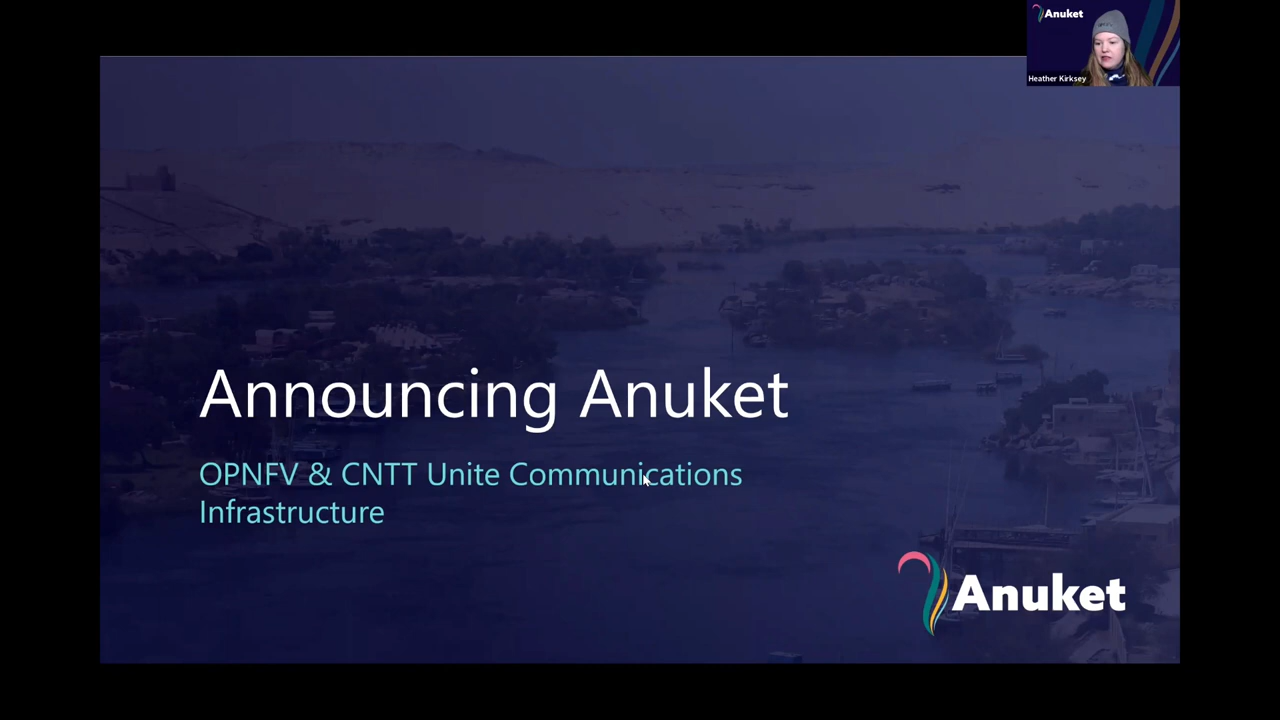 Anuket
Heather Kirksey
Announcing Anuket
OPNFV & CNTT Unite Communications
Infrastructure
Anuket